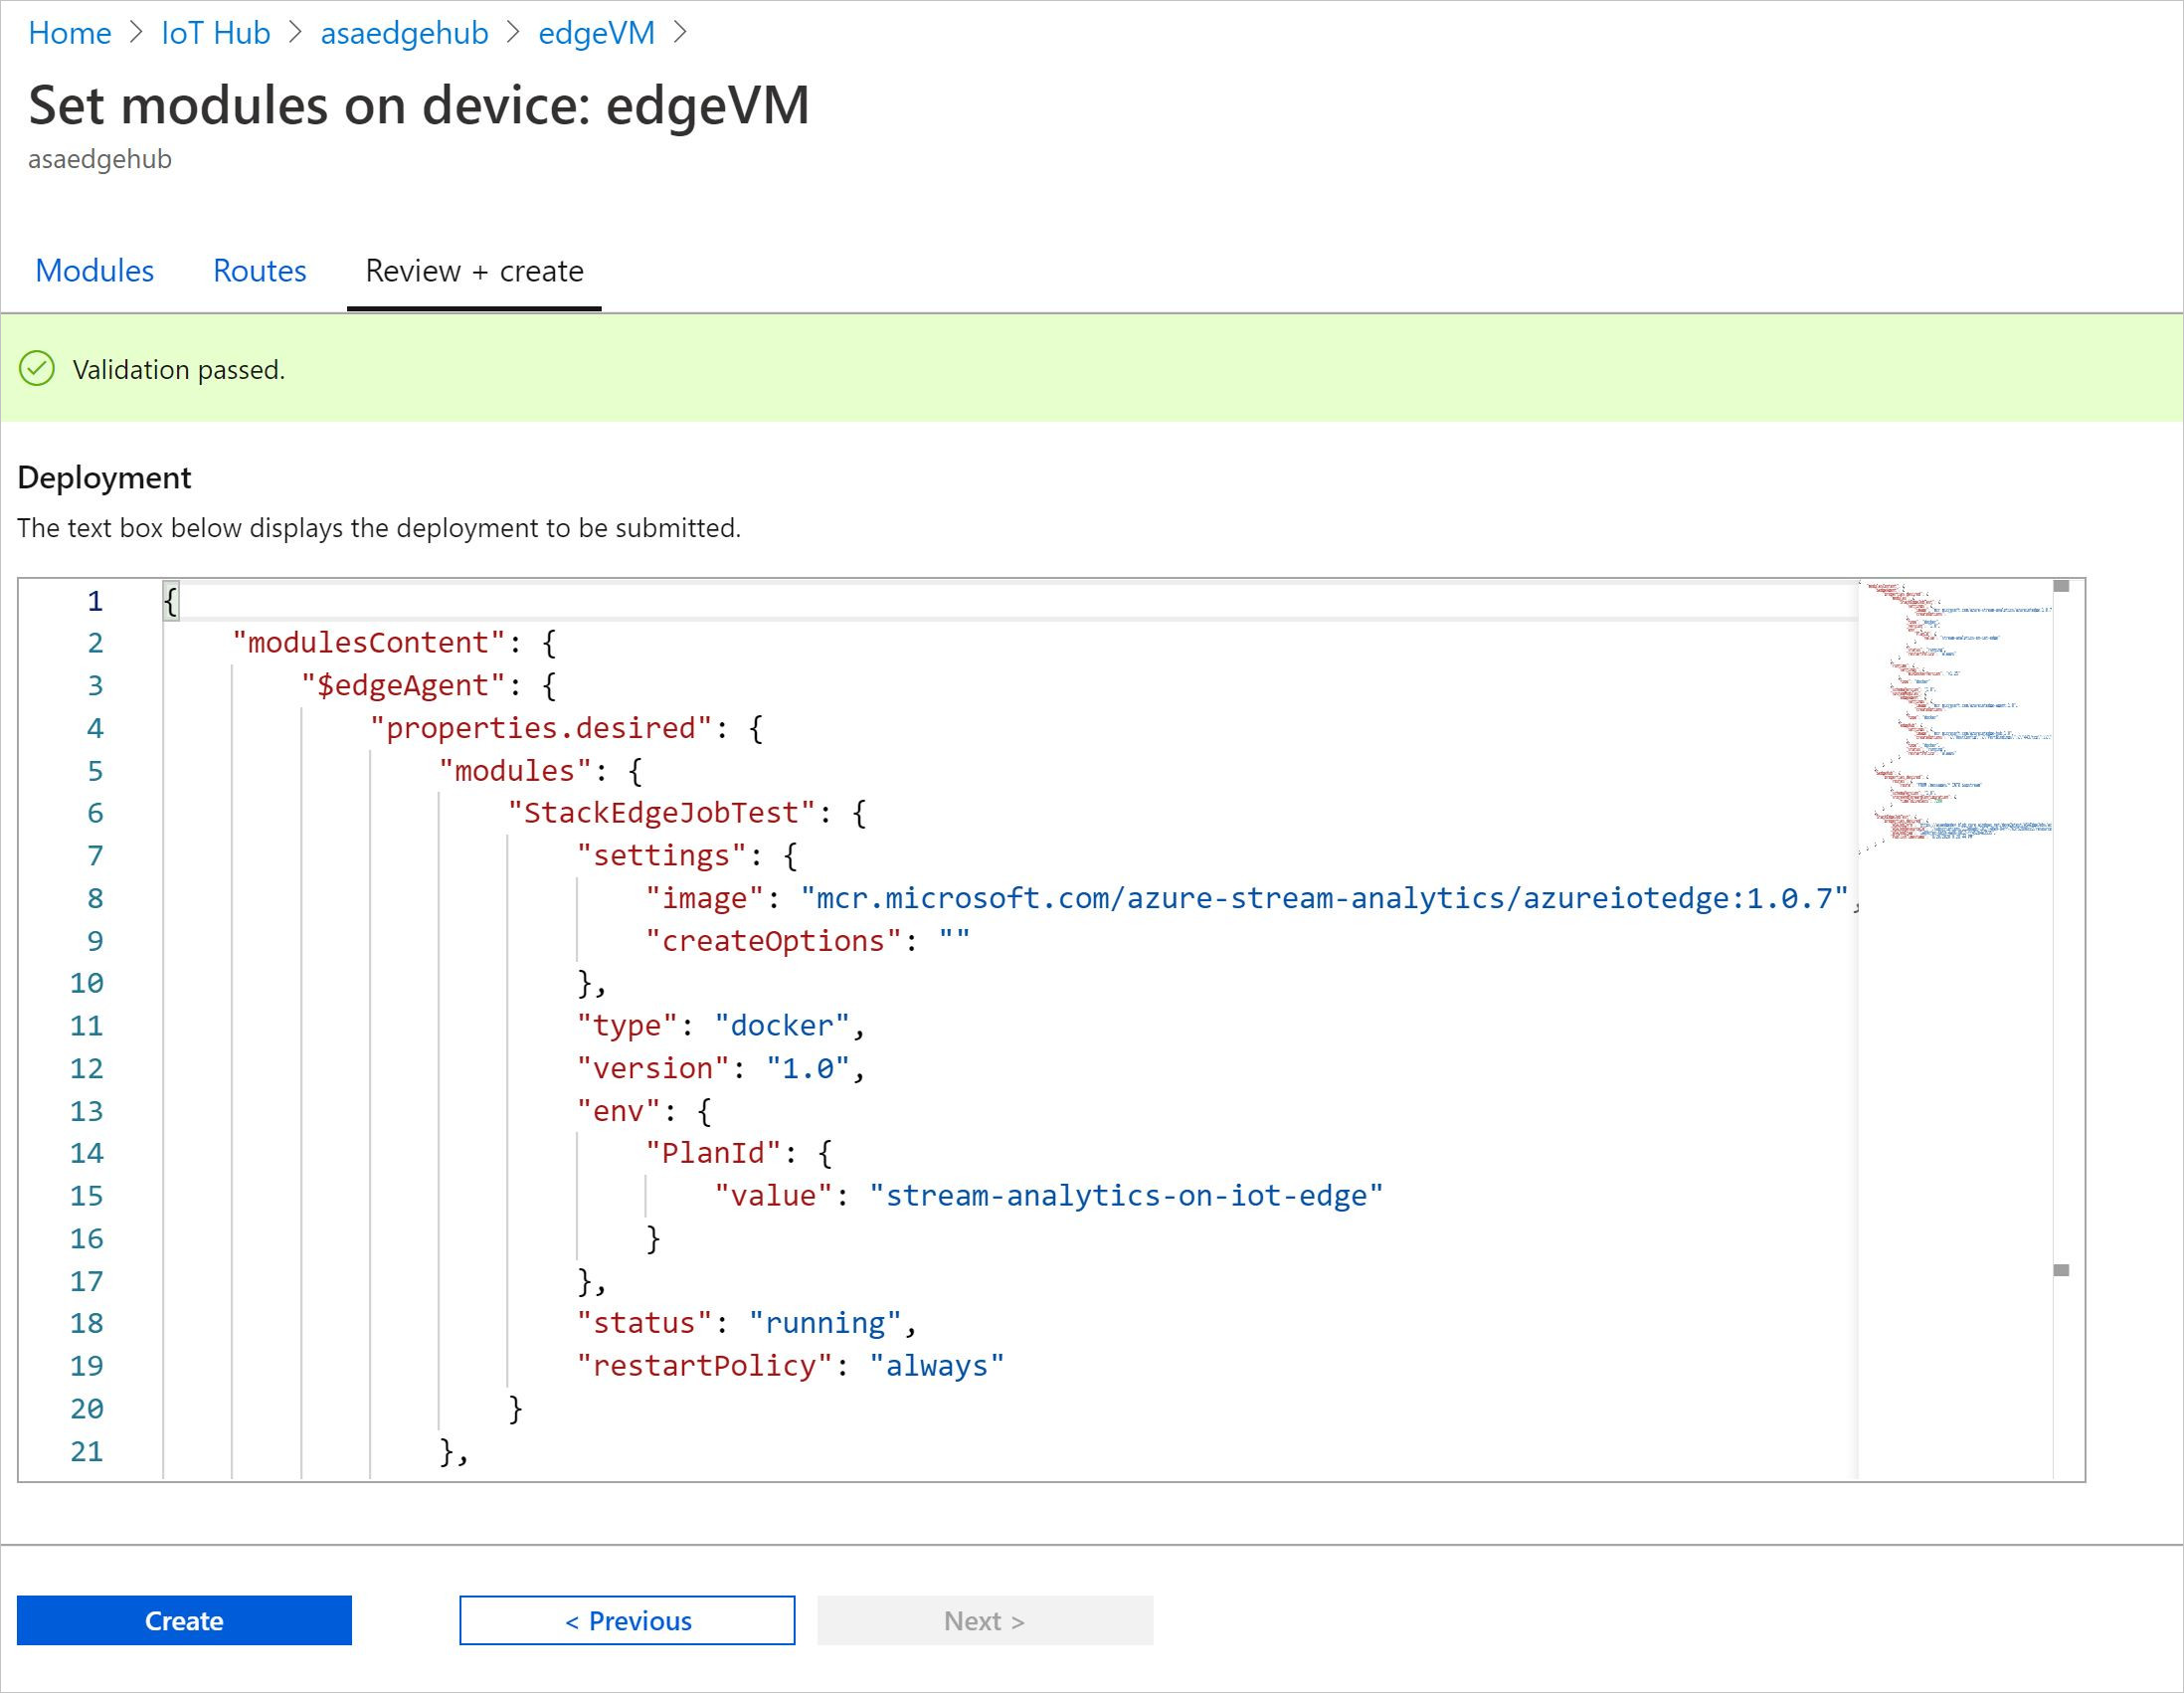 Home > IoT Hub > asaedgehub > edgeVM >
Set modules on device: edgeVM
asaedgehub
Modules Routes Review + create
Validation passed.
Deployment
The text box below displays the deployment to be submitted.
1 {
2 "modulesContent": {
3 "$edgeAgent": {
4 "properties.desired": {
5 "modules": {
6 "StackEdgeJobTest": {
7 "settings": {
8 "image": "mcr.microsoft.com/azure-stream-analytics/azureiotedge:1.0.7",
9 "createOptions": ""
10 },
11 "type": "docker",
12 "version": "1.0",
13 "env": {
14 "PlanId": {
15 "value": "stream-analytics-on-iot-edge"
16 }
17 },
18 "status": "running",
19 "restartPolicy": "always"
20 }
21 },
Create < Previous Next >